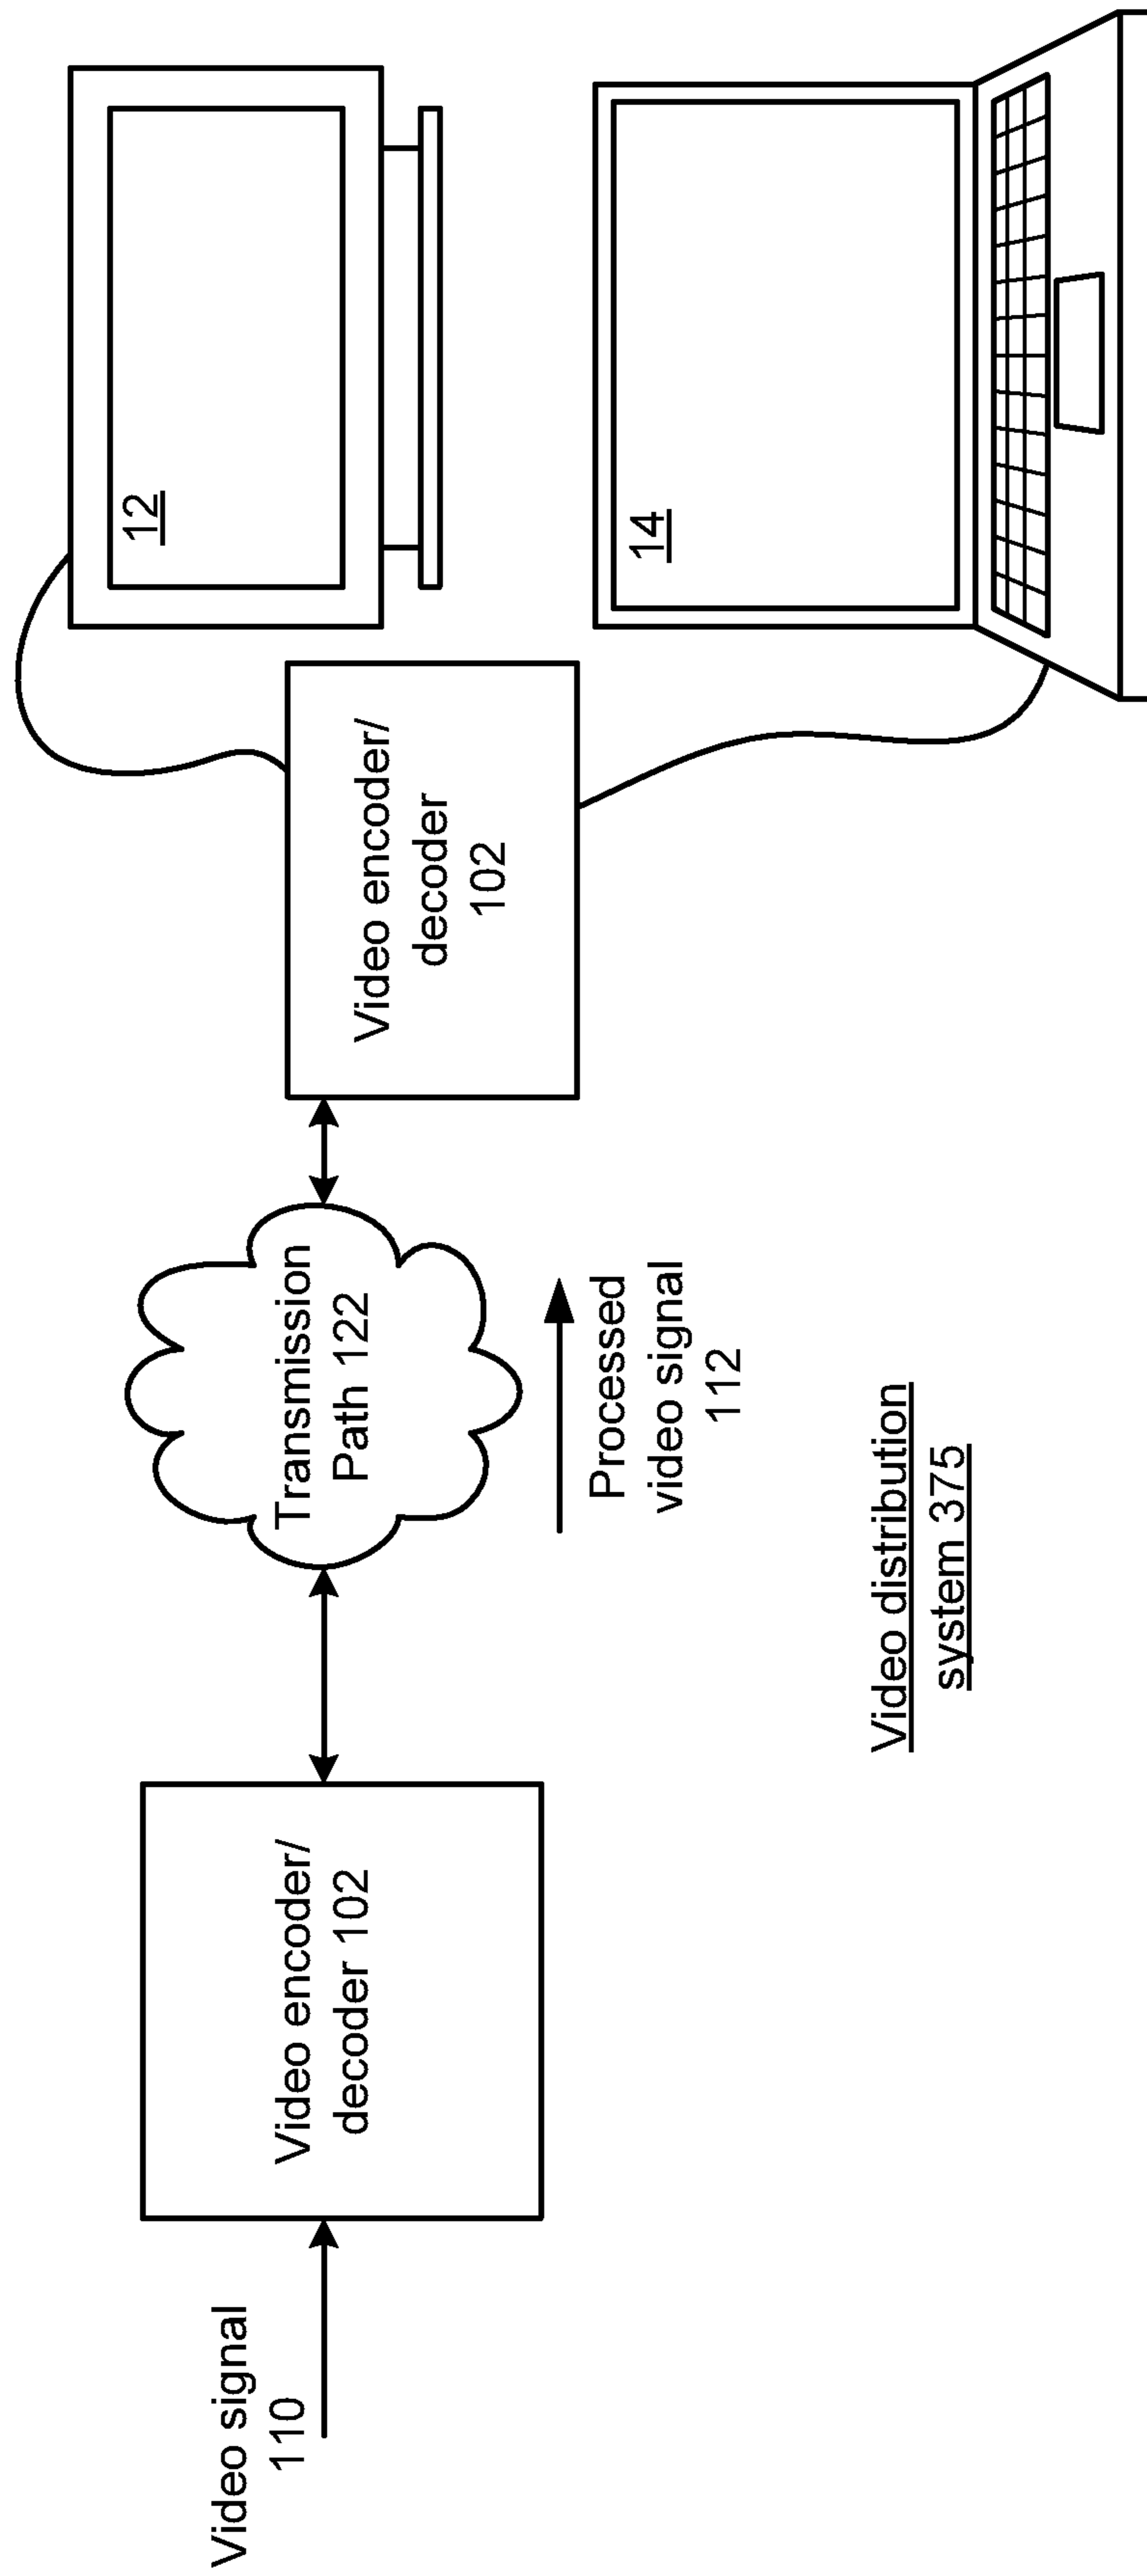 Video signal
110
Video encoder/
decoder 102
Transmission
Path 122
Processed
video signal
112
Video encoder/
decoder
102
12
14
Video distribution
system 375